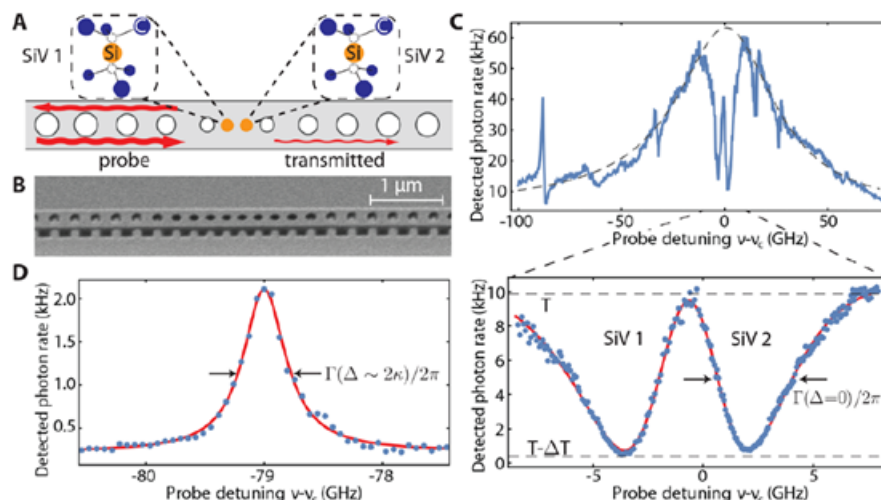 A
SiV 1
Si
C
Si
C
SiV 2
probe
transmitted
B
1 μm
C
Detected photon rate (kHz)
60
50
40
30
20
10
-100
-50
0
50
Probe detuning ν-νc (GHz)
D
Detected photon rate (kHz)
2.0
1.5
1.0
0.5
Γ(Δ ∼ 2κ)/2π
-80
-79
-78
Probe detuning ν-νc (GHz)
Detected photon rate (kHz)
10
8
6
4
2
0
T
SiV 1
SiV 2
Γ(Δ=0)/2π
T-ΔT
-5
0
5
Probe detuning ν-νc (GHz)